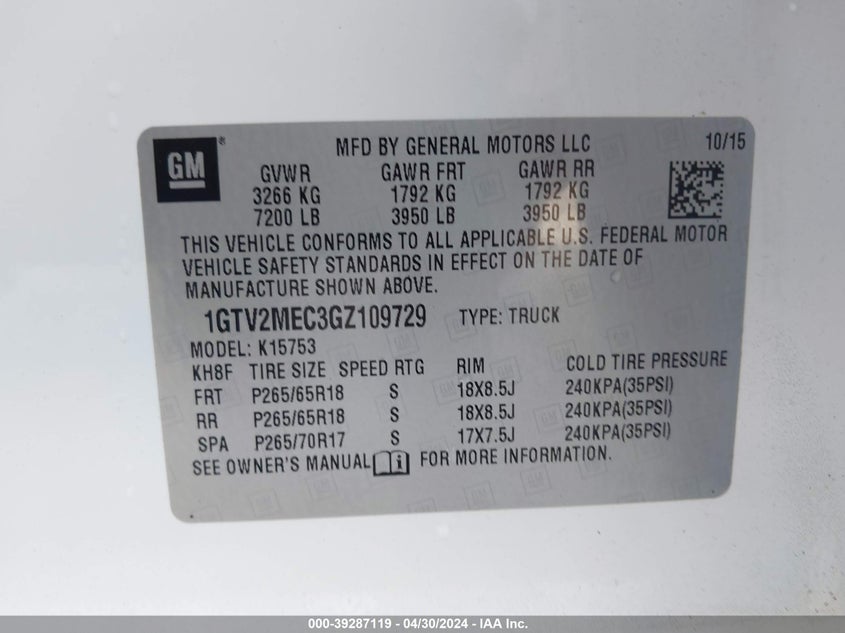 GM
MFD BY GENERAL MOTORS LLC 10/15
GVWR GAWR FRT GAWR RR
3266 KG 1792 KG 1792 KG
7200 LB 3950 LB 3950 LB
THIS VEHICLE CONFORMS TO ALL APPLICABLE U.S. FEDERAL MOTOR
VEHICLE SAFETY STANDARDS IN EFFECT ON THE DATE OF
MANUFACTURE SHOWN ABOVE.
1GTV2MEC3GZ109729 TYPE: TRUCK
MODEL: K15753
KH8F TIRE SIZE SPEED RTG RIM COLD TIRE PRESSURE
FRT P265/65R18 S 18X8.5J 240KPA(35PSI)
RR P265/65R18 S 18X8.5J 240KPA(35PSI)
SPA P265/70R17 S 17X7.5J 240KPA(35PSI)
SEE OWNER'S MANUAL FOR MORE INFORMATION.
000-39287119 - 04/30/2024 - IAA Inc.